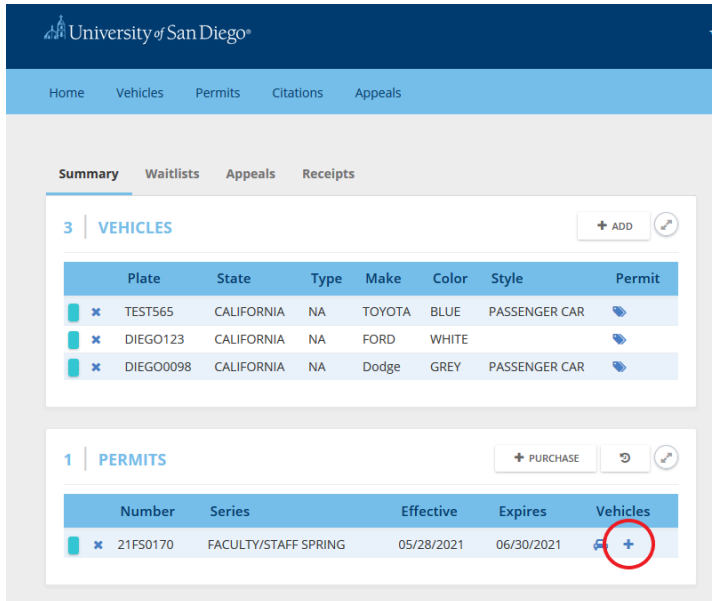 University of San Diego®
Home Vehicles Permits Citations Appeals
Summary Waitlists Appeals Receipts
3 VEHICLES + ADD
Plate State Type Make Color Style Permit
TEST565 CALIFORNIA NA TOYOTA BLUE PASSENGER CAR
DIEGO123 CALIFORNIA NA FORD WHITE
DIEGO0098 CALIFORNIA NA Dodge GREY PASSENGER CAR
1 PERMITS + PURCHASE
Number Series Effective Expires Vehicles
21FS0170 FACULTY/STAFF SPRING 05/28/2021 06/30/2021